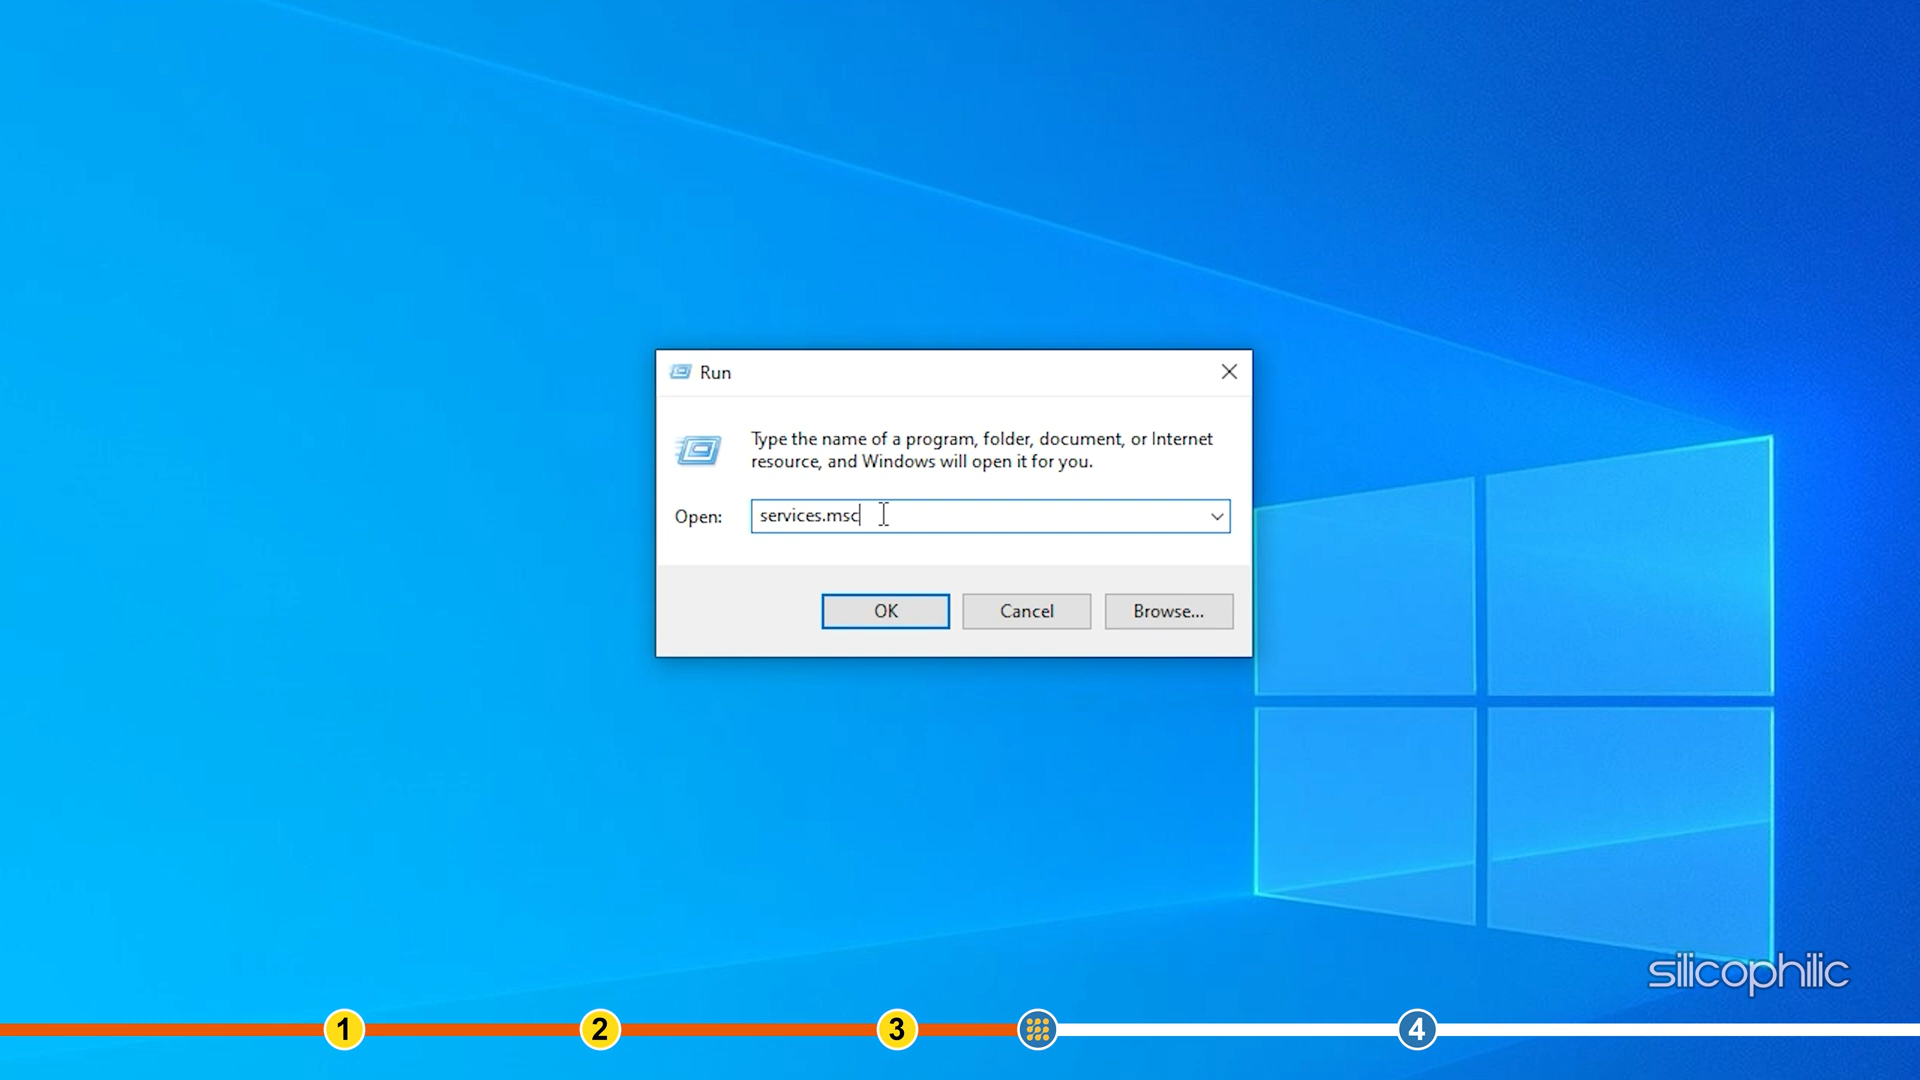 Run
Type the name of a program, folder, document, or Internet
resource, and Windows will open it for you.
Open: services.msc
OK Cancel Browse...
silicophilic
1 2 3 4